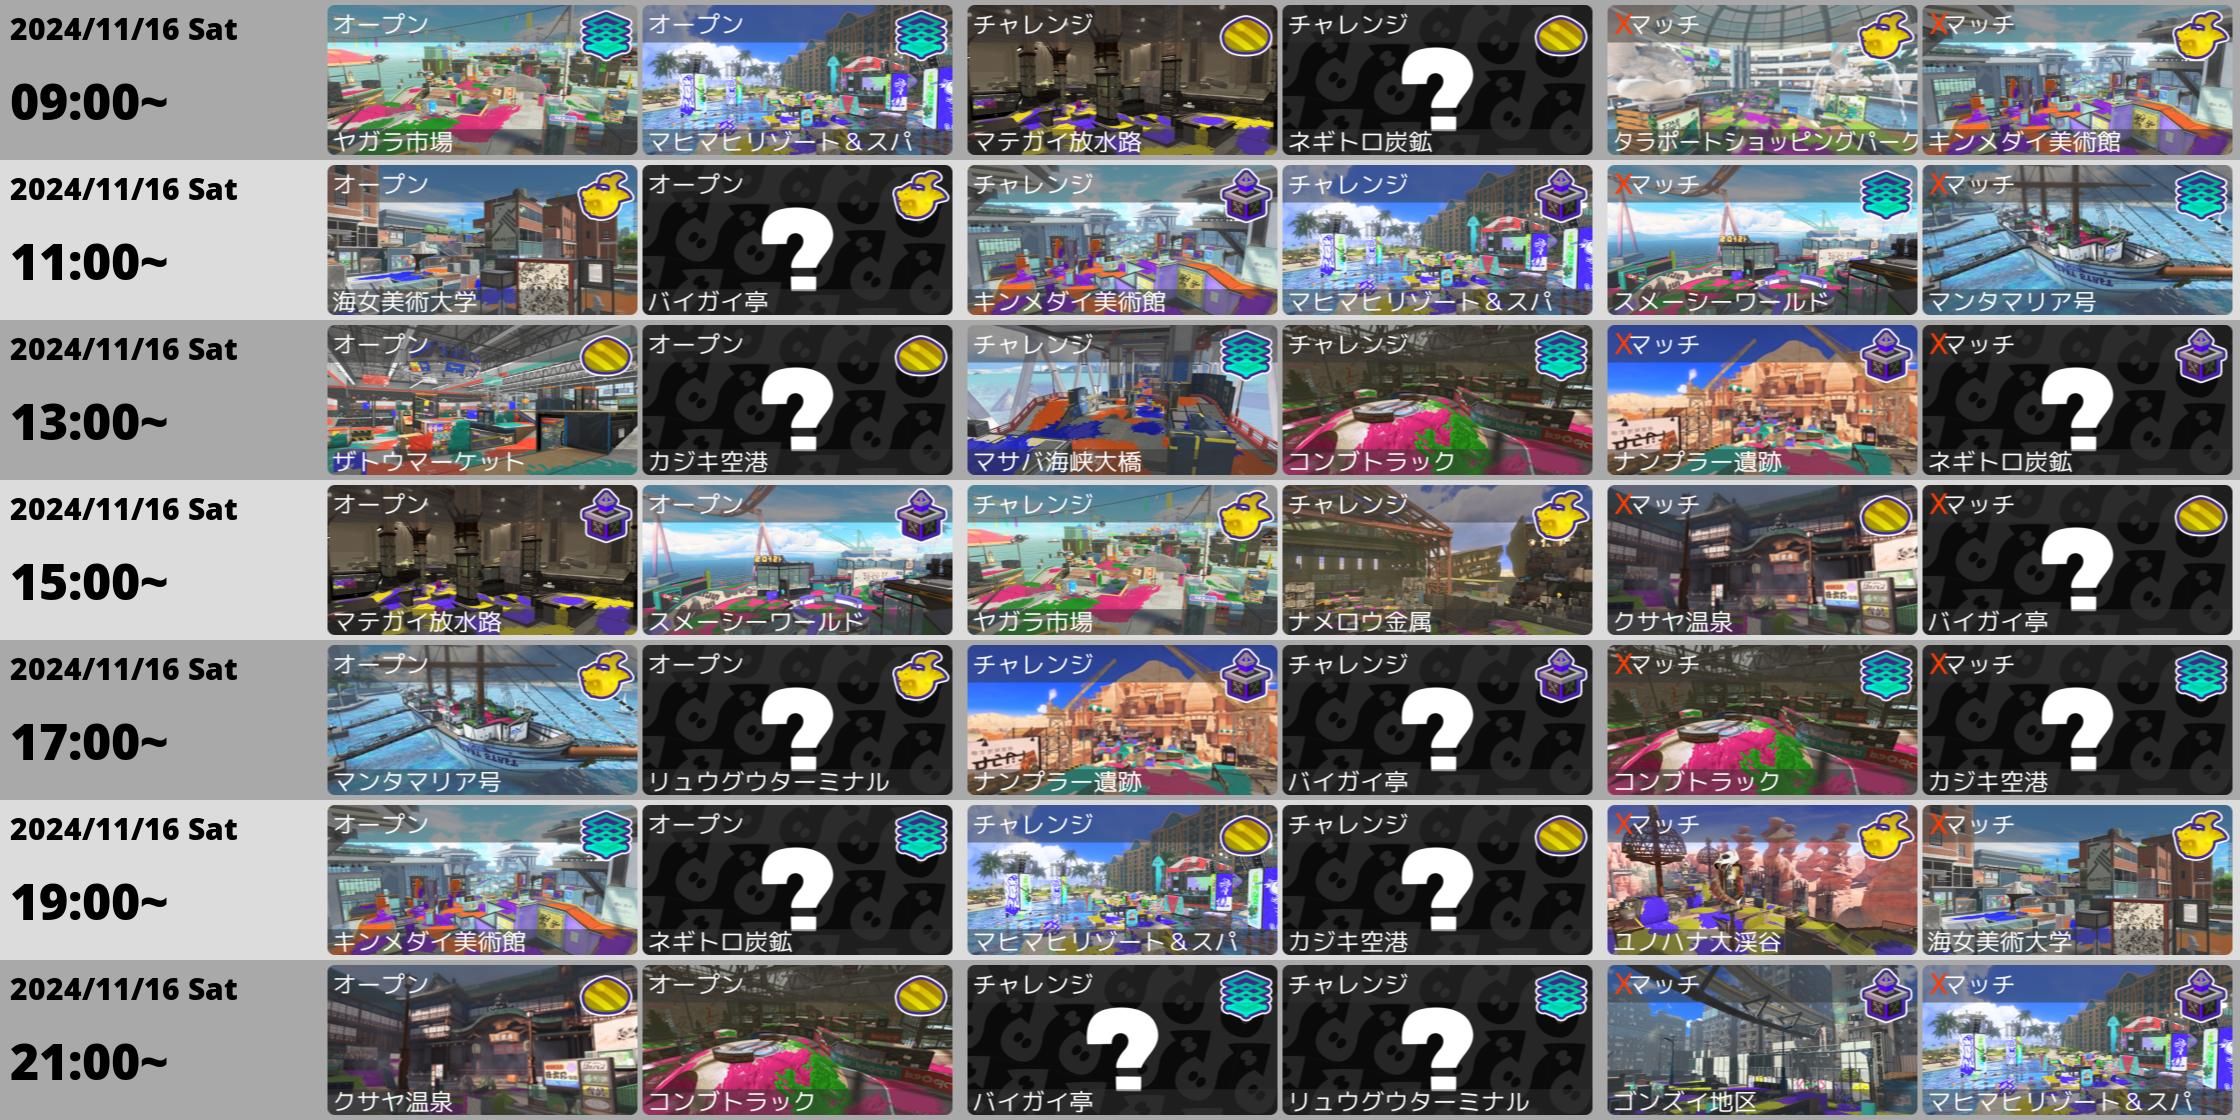 2024/11/16 Sat
09:00~
オープン
ヤガラ市場
オープン
マヒマヒリゾート＆スパ
チャレンジ
マテガイ放水路
チャレンジ
?
ネギトロ炭鉱
Xマッチ
タラポートショッピングパーク
Xマッチ
キンメダイ美術館
2024/11/16 Sat
11:00~
オープン
海女美術大学
オープン
?
バイガイ亭
チャレンジ
キンメダイ美術館
チャレンジ
マヒマヒリゾート＆スパ
Xマッチ
スメーシーワールド
Xマッチ
マンタマリア号
2024/11/16 Sat
13:00~
オープン
ザトウマーケット
オープン
?
カジキ空港
チャレンジ
マサバ海峡大橋
チャレンジ
コンブトラック
Xマッチ
ナンプラー遺跡
Xマッチ
?
ネギトロ炭鉱
2024/11/16 Sat
15:00~
オープン
マテガイ放水路
オープン
スメーシーワールド
チャレンジ
ヤガラ市場
チャレンジ
ナメロウ金属
Xマッチ
クサヤ温泉
Xマッチ
?
バイガイ亭
2024/11/16 Sat
17:00~
オープン
マンタマリア号
オープン
?
リュウグウターミナル
チャレンジ
ナンプラー遺跡
チャレンジ
?
バイガイ亭
Xマッチ
コンブトラック
Xマッチ
?
カジキ空港
2024/11/16 Sat
19:00~
オープン
キンメダイ美術館
オープン
?
ネギトロ炭鉱
チャレンジ
マヒマヒリゾート＆スパ
チャレンジ
?
カジキ空港
Xマッチ
ユノハナ大渓谷
Xマッチ
海女美術大学
2024/11/16 Sat
21:00~
オープン
クサヤ温泉
オープン
コンブトラック
チャレンジ
?
バイガイ亭
チャレンジ
?
リュウグウターミナル
Xマッチ
ゴンズイ地区
Xマッチ
マヒマヒリゾート＆スパ